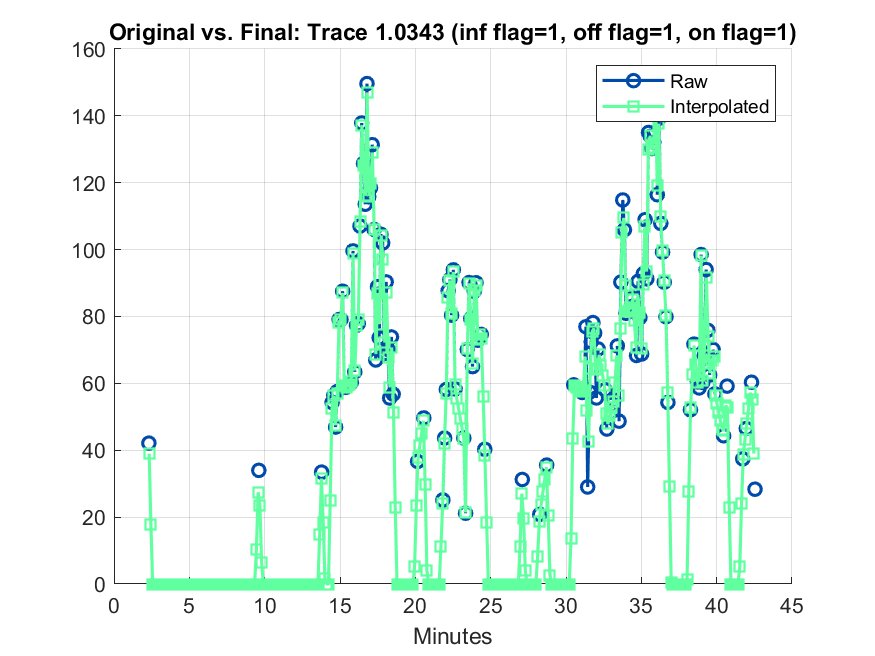 Original vs. Final: Trace 1.0343 (inf flag=1, off flag=1, on flag=1)
160
140
120
100
80
60
40
20
0
Raw
Interpolated
0 5 10 15 20 25 30 35 40 45
Minutes